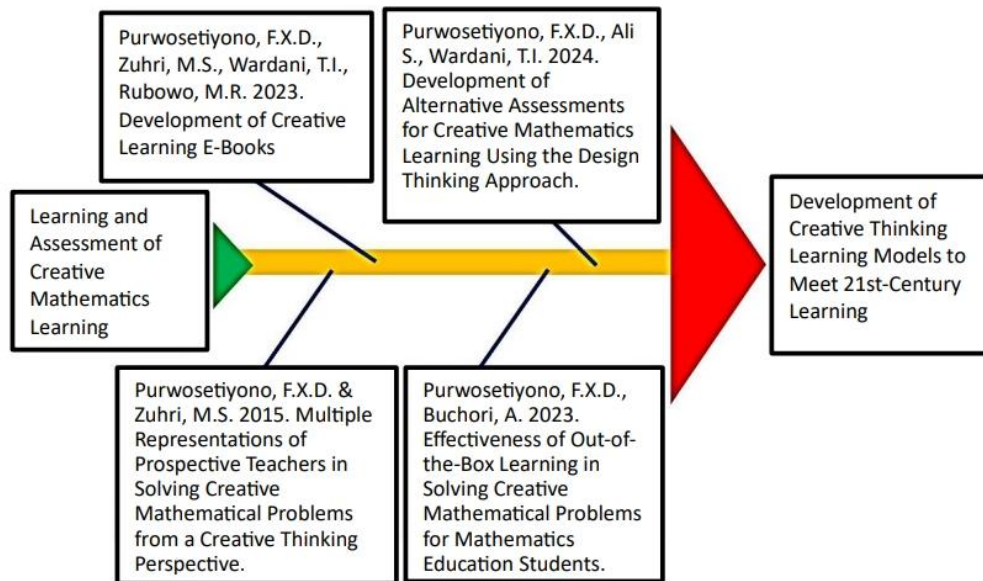 Purwosetiyono, F.X.D.,
Zuhri, M.S., Wardani, T.I.,
Rubowo, M.R. 2023.
Development of Creative
Learning E-Books
Purwosetiyono, F.X.D., Ali
S., Wardani, T.I. 2024.
Development of
Alternative Assessments
for Creative Mathematics
Learning Using the Design
Thinking Approach.
Learning and
Assessment of
Creative
Mathematics
Learning
Development of
Creative Thinking
Learning Models to
Meet 21st-Century
Learning
Purwosetiyono, F.X.D. &
Zuhri, M.S. 2015. Multiple
Representations of
Prospective Teachers in
Solving Creative
Mathematical Problems
from a Creative Thinking
Perspective.
Purwosetiyono, F.X.D.,
Buchori, A. 2023.
Effectiveness of Out-of-
the-Box Learning in
Solving Creative
Mathematical Problems
for Mathematics
Education Students.